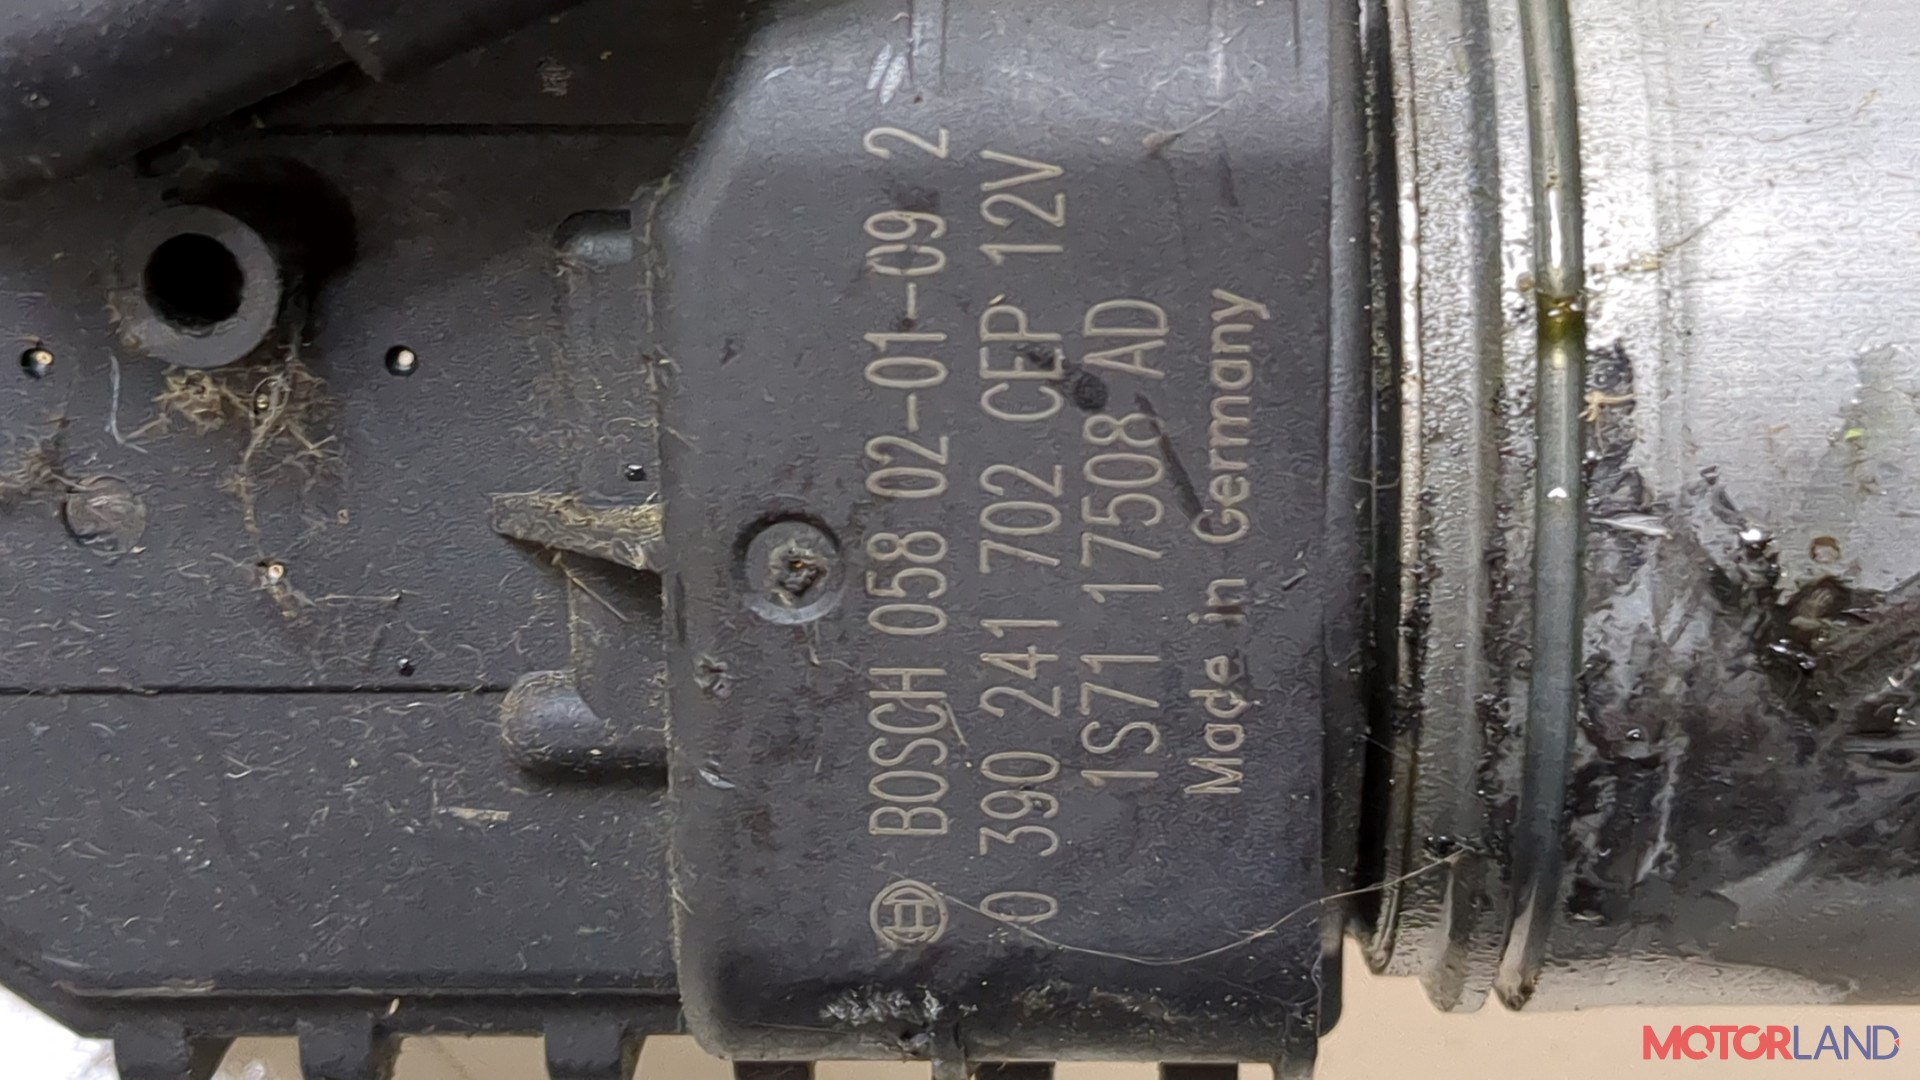 BOSCH 058 02-01-09 2
0 390 241 702 CEP 12V
1S71 17508 AD
Made in Germany
MOTORLAND